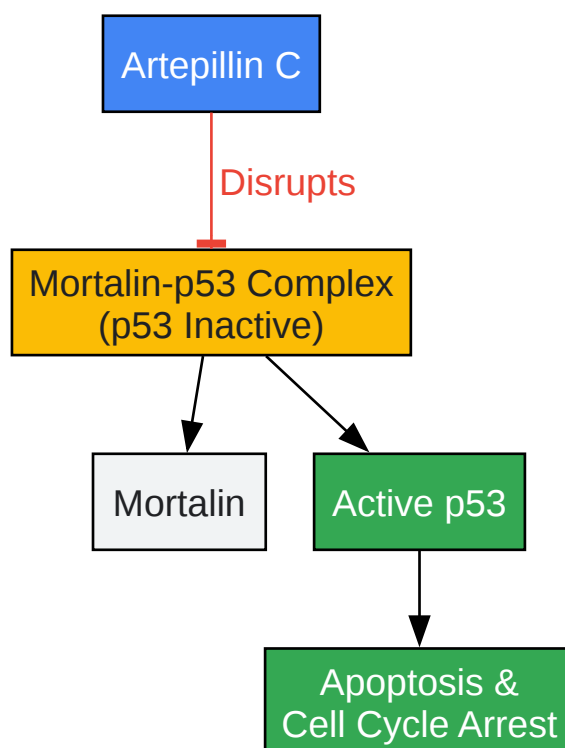 Artepillin C
Disrupts
Mortalin-p53 Complex
(p53 Inactive)
Mortalin
Active p53
Apoptosis &
Cell Cycle Arrest